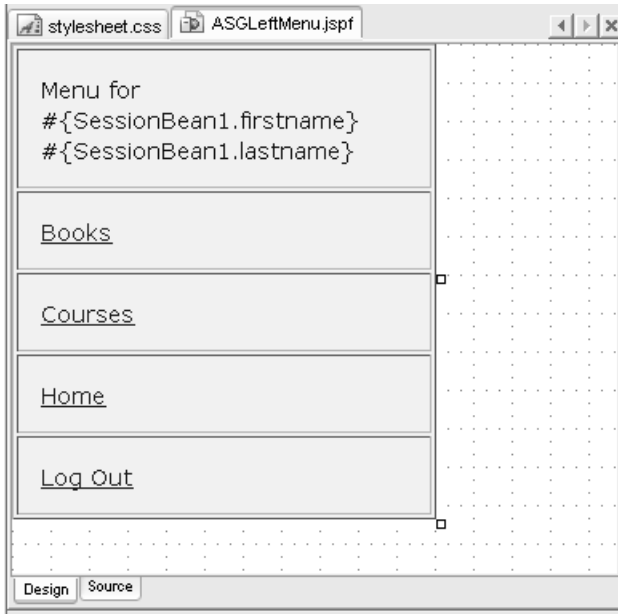 stylesheet.css ASGLeftMenu.jspf
Menu for
#{SessionBean1.firstname}
#{SessionBean1.lastname}
Books
Courses
Home
Log Out
Design Source